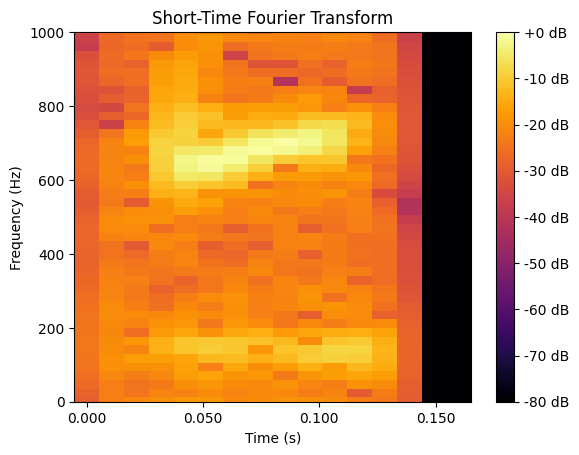 Short-Time Fourier Transform
1000
800
600
400
200
0
Frequency (Hz)
0.000
0.050
0.100
0.150
Time (s)
+0 dB
-10 dB
-20 dB
-30 dB
-40 dB
-50 dB
-60 dB
-70 dB
-80 dB